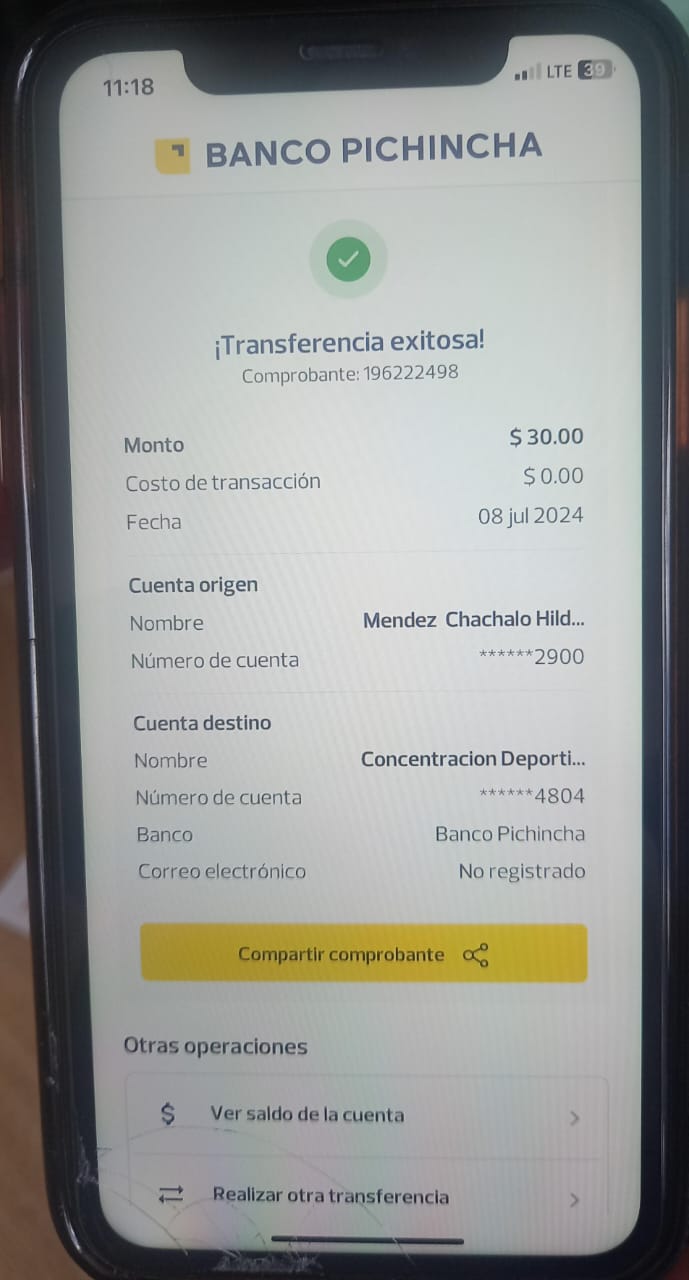 11:18 LTE 39
BANCO PICHINCHA
¡Transferencia exitosa!
Comprobante: 196222498
Monto $ 30.00
Costo de transacción $ 0.00
Fecha 08 jul 2024
Cuenta origen
Nombre Mendez Chachalo Hild...
Número de cuenta ******2900
Cuenta destino
Nombre Concentracion Deporti...
Número de cuenta ******4804
Banco Banco Pichincha
Correo electrónico No registrado
Compartir comprobante
Otras operaciones
$ Ver saldo de la cuenta
Realizar otra transferencia